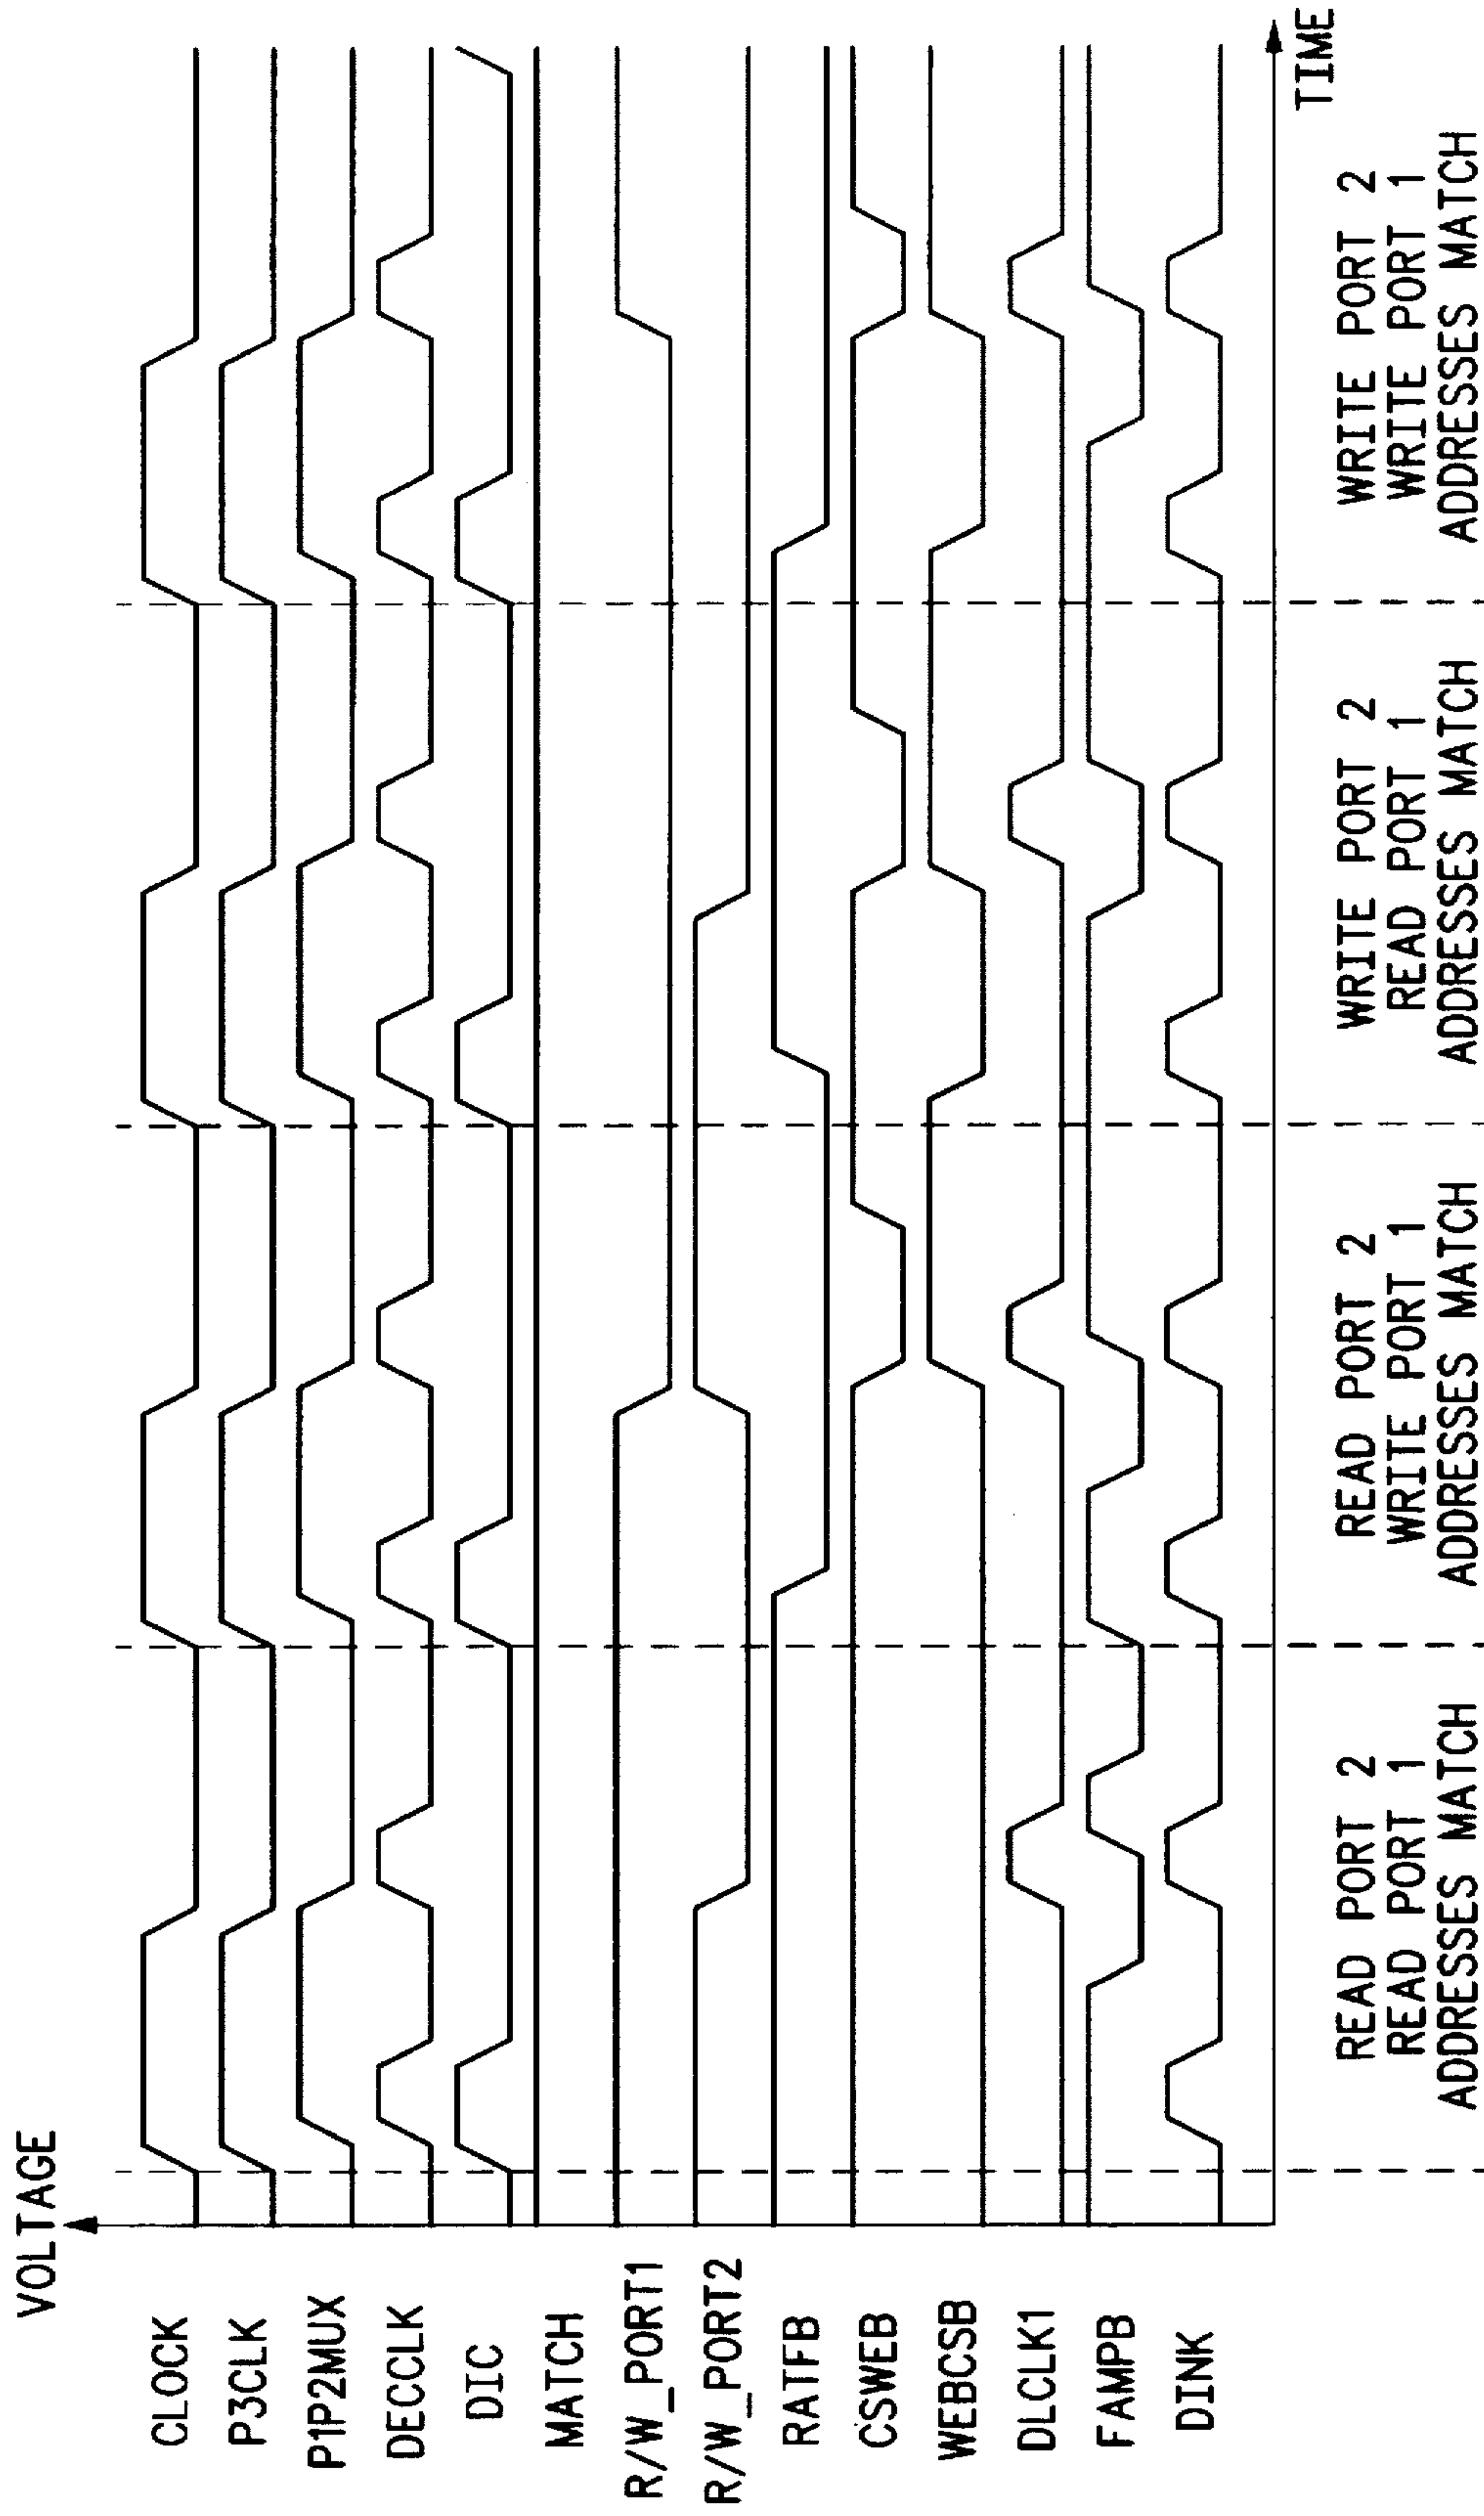 VOLTAGE
CLOCK
P3CLK
P1P2MUX
DECCLK
DIC
MATCH
R/W_PORT1
R/W_PORT2
RATFB
CSWEB
WEBCSB
DLCLK1
FAMPB
DINK
TIME
READ PORT 2
READ PORT 1
ADDRESSES MATCH
READ PORT 2
WRITE PORT 1
ADDRESSES MATCH
WRITE PORT 2
READ PORT 1
ADDRESSES MATCH
WRITE PORT 2
WRITE PORT 1
ADDRESSES MATCH